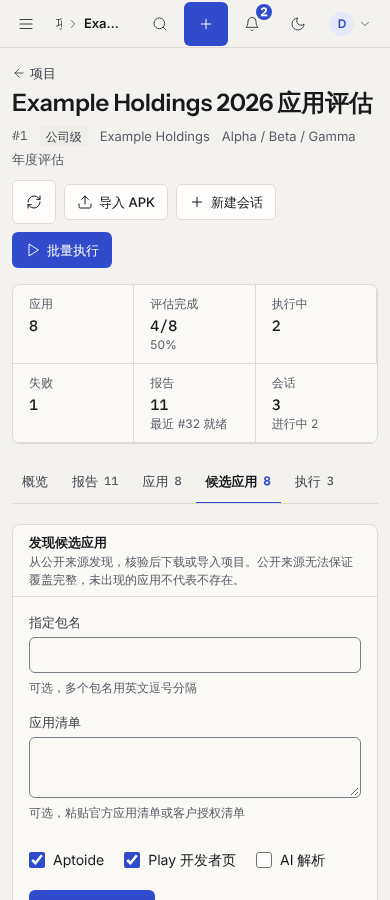 Exa...
2
D
项目
Example Holdings 2026 应用评估
#1 公司级 Example Holdings Alpha / Beta / Gamma
年度评估
导入 APK 新建会话
批量执行
应用 评估完成 执行中
8 4/8 2
50%
失败 报告 会话
1 11 3
最近 #32 就绪 进行中 2
概览 报告 11 应用 8 候选应用 8 执行 3
发现候选应用
从公开来源发现，核验后下载或导入项目。公开来源无法保证
覆盖完整，未出现的应用不代表不存在。
指定包名
可选，多个包名用英文逗号分隔
应用清单
可选，粘贴官方应用清单或客户授权清单
Aptoide Play 开发者页 AI 解析